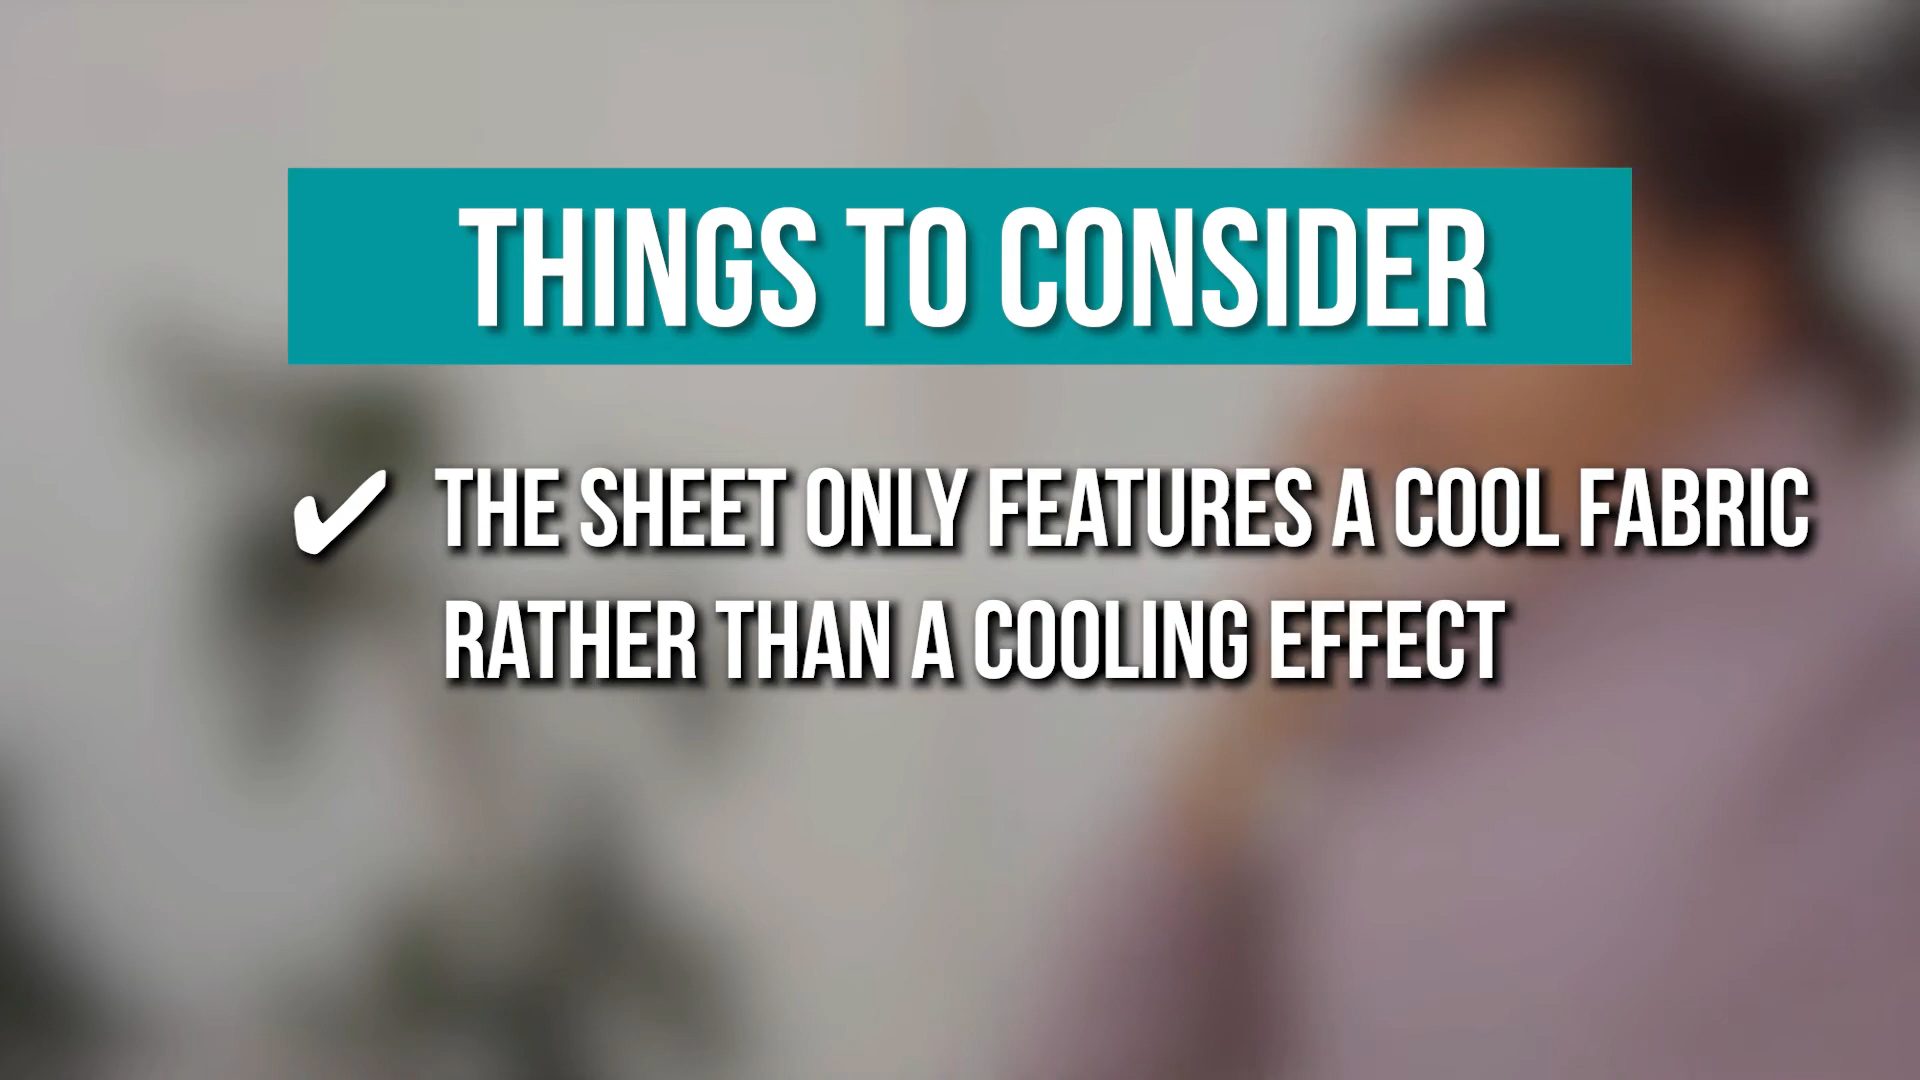 THINGS TO CONSIDER
✔ THE SHEET ONLY FEATURES A COOL FABRIC
RATHER THAN A COOLING EFFECT